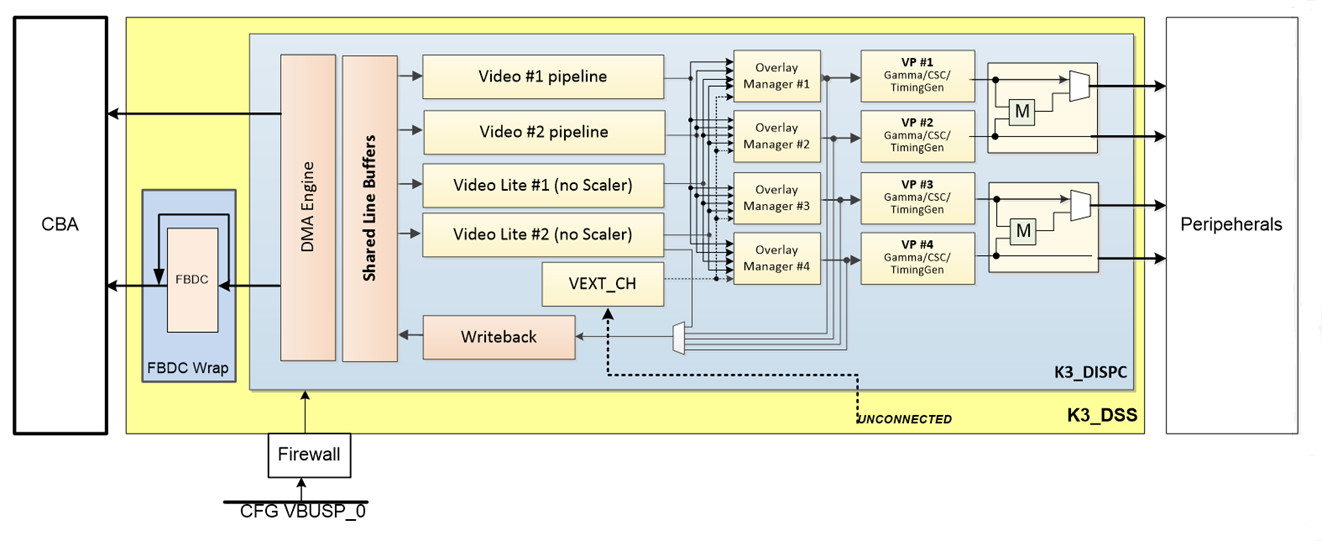 CBA
FBDC
FBDC Wrap
DMA Engine
Shared Line Buffers
Video #1 pipeline
Video #2 pipeline
Video Lite #1 (no Scaler)
Video Lite #2 (no Scaler)
VEXT_CH
Writeback
Overlay
Manager #1
Overlay
Manager #2
Overlay
Manager #3
Overlay
Manager #4
VP #1
Gamma/CSC/
TimingGen
VP #2
Gamma/CSC/
TimingGen
VP #3
Gamma/CSC/
TimingGen
VP #4
Gamma/CSC/
TimingGen
M
M
Peripeherals
K3_DISPC
K3_DSS
UNCONNECTED
Firewall
CFG VBUSP_0